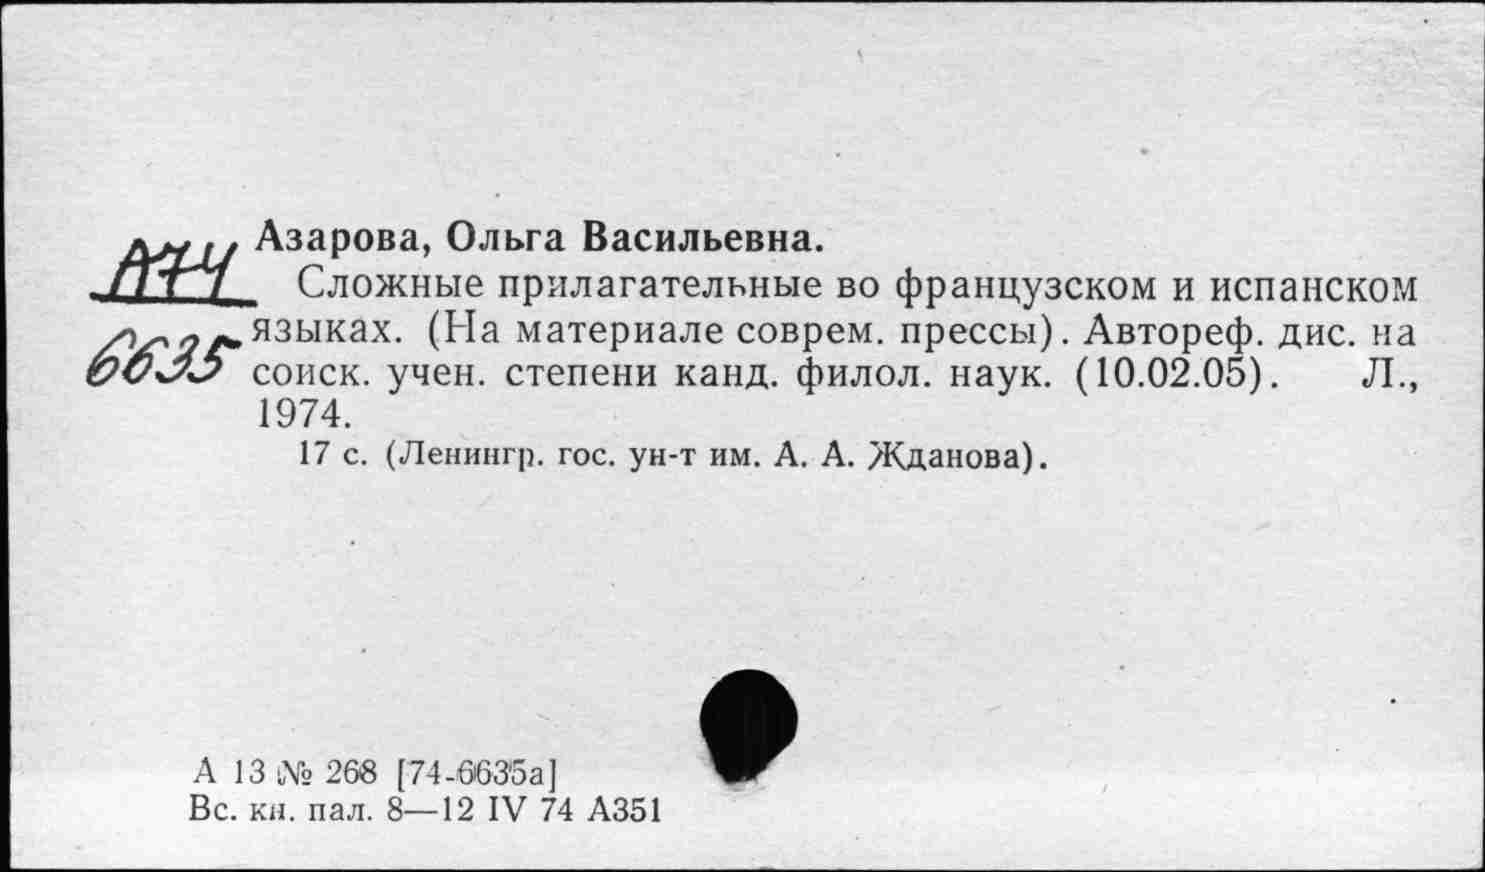 Азарова, Ольга Васильевна.
А74
Сложные прилагательные во французском и испанском
6635
языках. (На материале соврем. прессы). Автореф. дис. на
соиск. учен. степени канд. филол. наук. (10.02.05). Л.,
1974.
17 с. (Ленингр. гос. ун-т им. А. А. Жданова).
А 13 № 268 [74-6635а]
Вс. кн. пал. 8—12 IV 74 А351